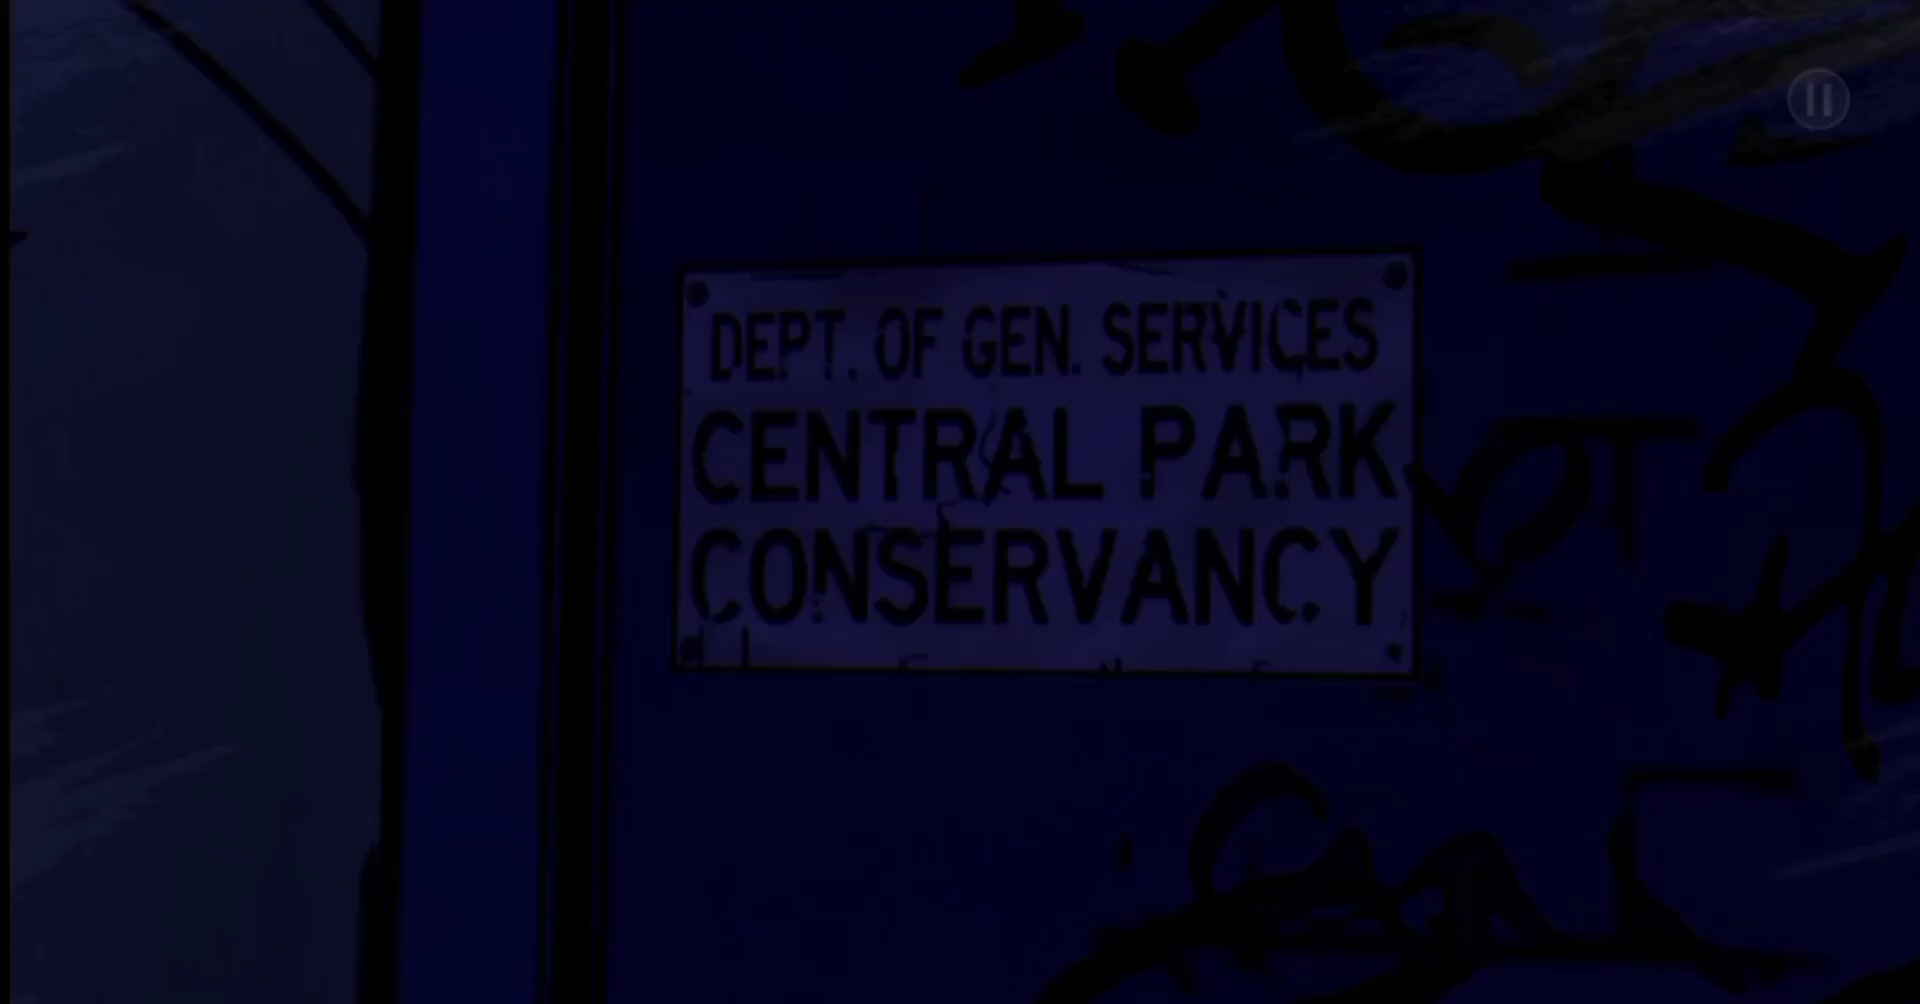 DEPT. OF GEN. SERVICES
CENTRAL PARK
CONSERVANCY